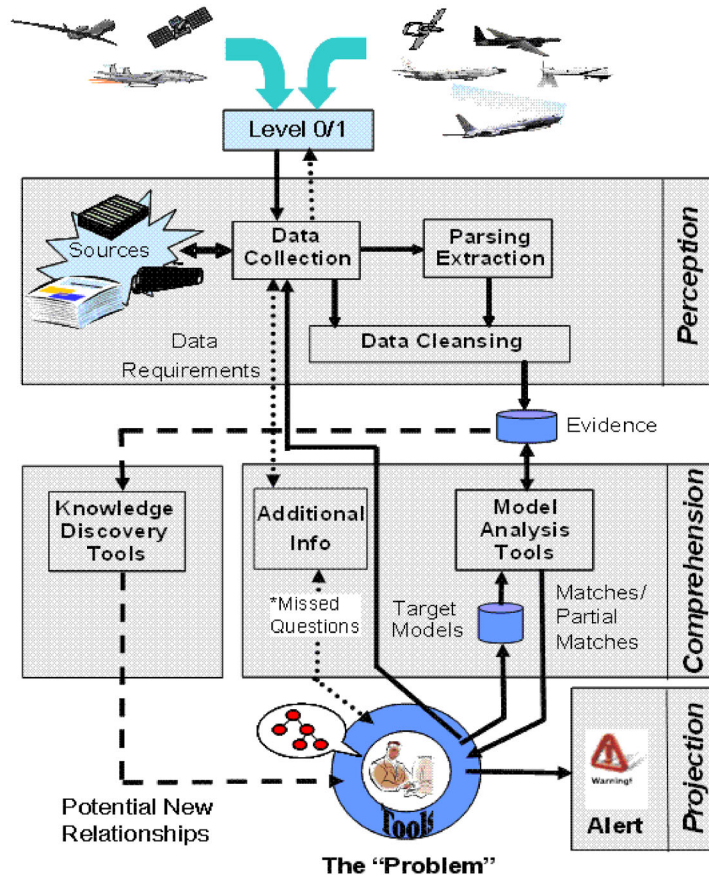 Level 0/1
Perception
Sources
Data
Collection
Parsing
Extraction
Data Cleansing
Data
Requirements
Evidence
Comprehension
Knowledge
Discovery
Tools
Additional
Info
Model
Analysis
Tools
*Missed
Questions
Target
Models
Matches/
Partial
Matches
Projection
Warning!
Alert
Tools
Potential New
Relationships
The “Problem”